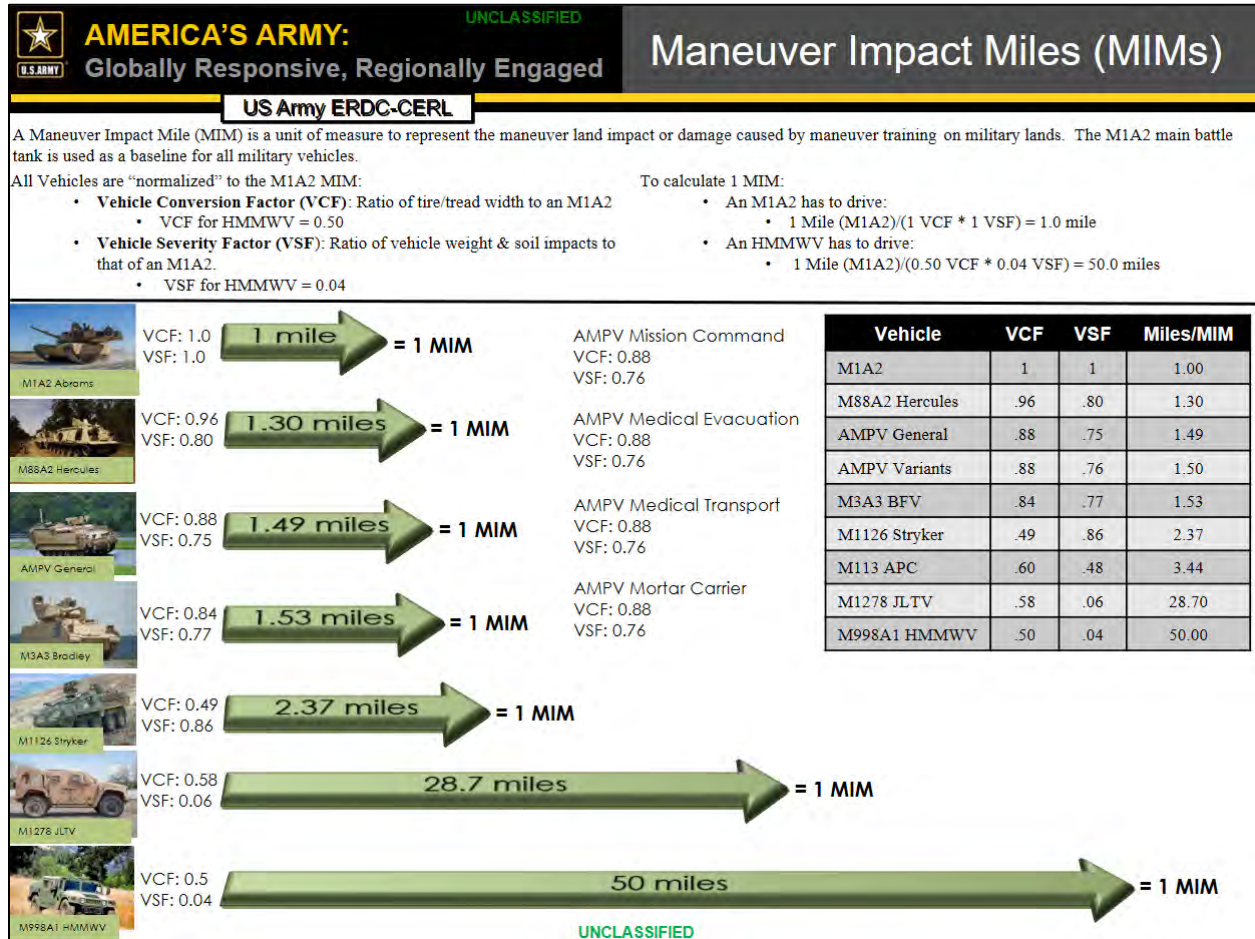 UNCLASSIFIED
AMERICA'S ARMY:
Globally Responsive, Regionally Engaged
U.S.ARMY
Maneuver Impact Miles (MIMs)
US Army ERDC-CERL
A Maneuver Impact Mile (MIM) is a unit of measure to represent the maneuver land impact or damage caused by maneuver training on military lands. The M1A2 main battle
tank is used as a baseline for all military vehicles.
All Vehicles are "normalized" to the M1A2 MIM:
• Vehicle Conversion Factor (VCF): Ratio of tire/tread width to an M1A2
• VCF for HMMWV = 0.50
• Vehicle Severity Factor (VSF): Ratio of vehicle weight & soil impacts to
that of an M1A2.
• VSF for HMMWV = 0.04
To calculate 1 MIM:
• An M1A2 has to drive:
• 1 Mile (M1A2)/(1 VCF * 1 VSF) = 1.0 mile
• An HMMWV has to drive:
• 1 Mile (M1A2)/(0.50 VCF * 0.04 VSF) = 50.0 miles
M1A2 Abrams
VCF: 1.0
VSF: 1.0
1 mile
= 1 MIM
M88A2 Hercules
VCF: 0.96
VSF: 0.80
1.30 miles
= 1 MIM
AMPV General
VCF: 0.88
VSF: 0.75
1.49 miles
= 1 MIM
M3A3 Bradley
VCF: 0.84
VSF: 0.77
1.53 miles
= 1 MIM
M1126 Stryker
VCF: 0.49
VSF: 0.86
2.37 miles
= 1 MIM
M1278 JLTV
VCF: 0.58
VSF: 0.06
28.7 miles
= 1 MIM
M998A1 HMMWV
VCF: 0.5
VSF: 0.04
50 miles
= 1 MIM
AMPV Mission Command
VCF: 0.88
VSF: 0.76
AMPV Medical Evacuation
VCF: 0.88
VSF: 0.76
AMPV Medical Transport
VCF: 0.88
VSF: 0.76
AMPV Mortar Carrier
VCF: 0.88
VSF: 0.76
Vehicle VCF VSF Miles/MIM
M1A2 1 1 1.00
M88A2 Hercules .96 .80 1.30
AMPV General .88 .75 1.49
AMPV Variants .88 .76 1.50
M3A3 BFV .84 .77 1.53
M1126 Stryker .49 .86 2.37
M113 APC .60 .48 3.44
M1278 JLTV .58 .06 28.70
M998A1 HMMWV .50 .04 50.00
UNCLASSIFIED